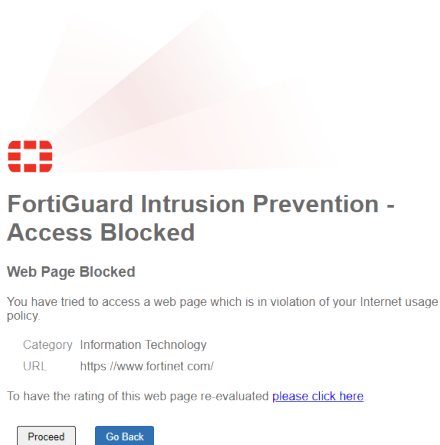 FortiGuard Intrusion Prevention -
Access Blocked
Web Page Blocked
You have tried to access a web page which is in violation of your Internet usage
policy.
Category Information Technology
URL https://www.fortinet.com/
To have the rating of this web page re-evaluated please click here.
Proceed
Go Back